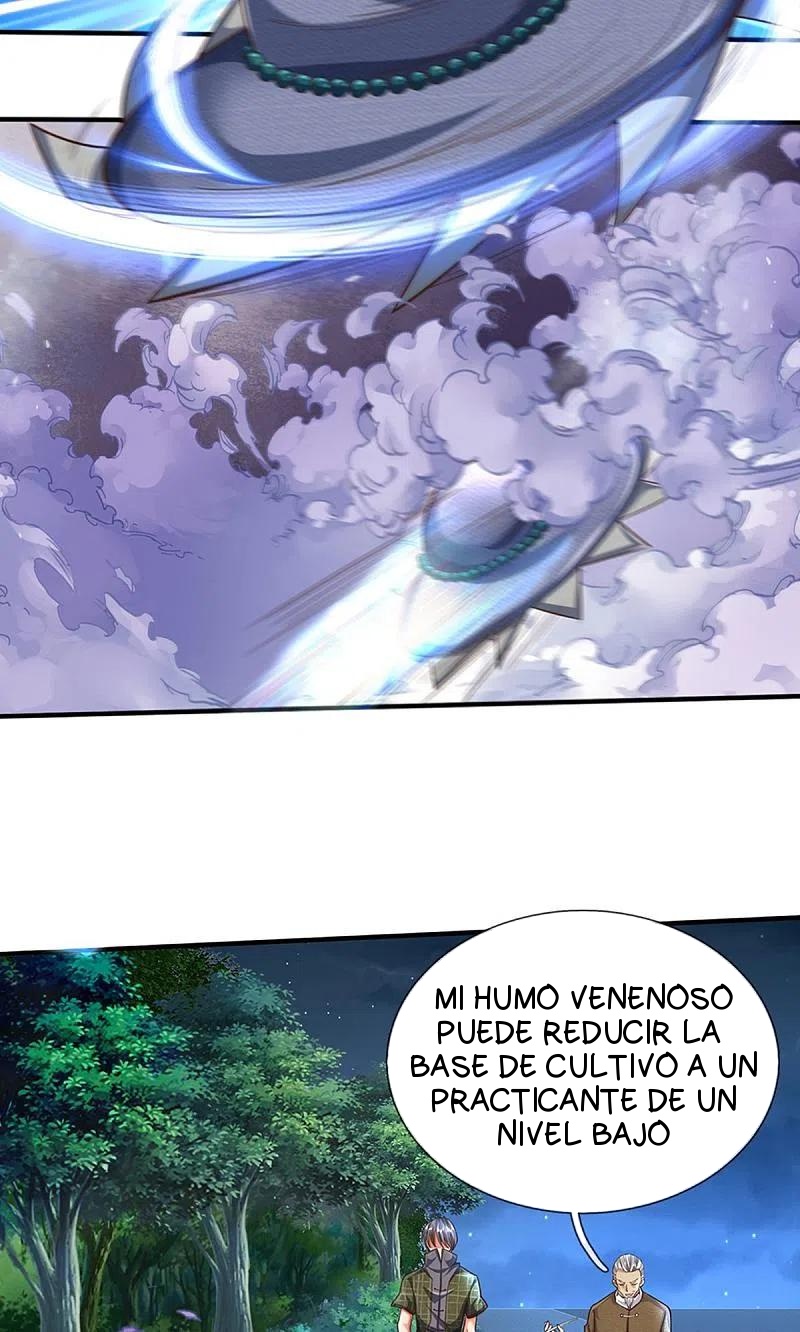 MI HUMO VENENOSO
PUEDE REDUCIR LA
BASE DE CULTIVO A UN
PRACTICANTE DE UN
NIVEL BAJO